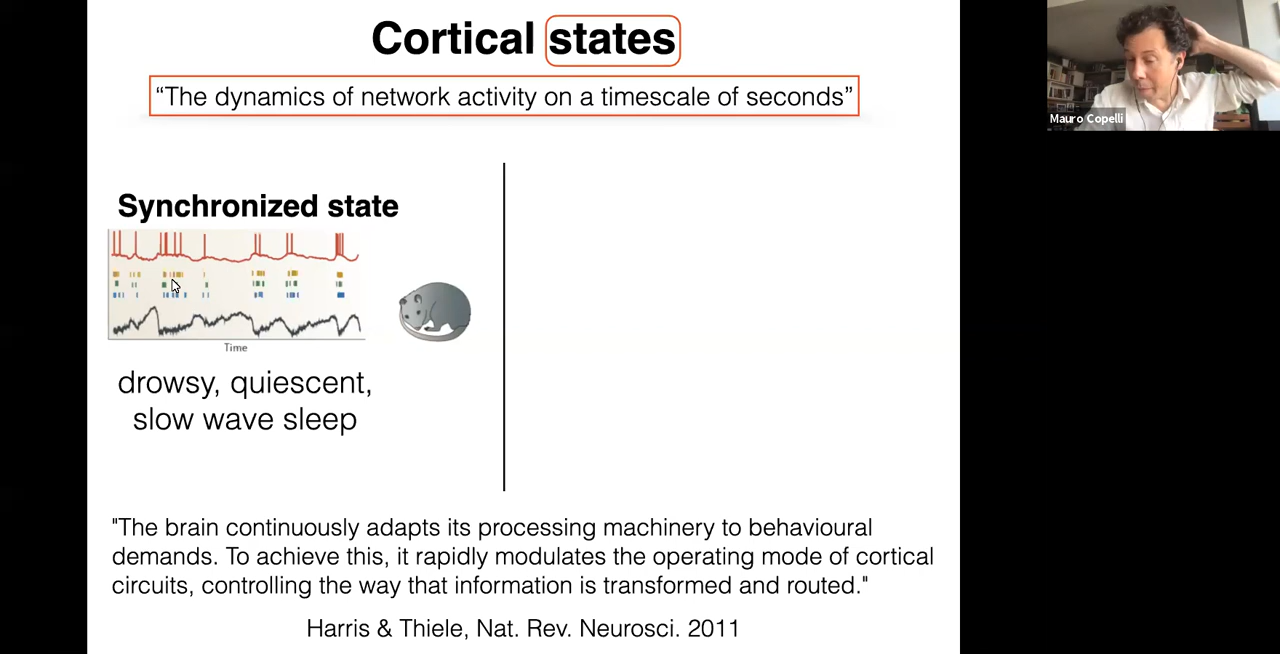 Cortical states
“The dynamics of network activity on a timescale of seconds”
Mauro Copelli
Synchronized state
Time
drowsy, quiescent,
slow wave sleep
"The brain continuously adapts its processing machinery to behavioural
demands. To achieve this, it rapidly modulates the operating mode of cortical
circuits, controlling the way that information is transformed and routed."
Harris & Thiele, Nat. Rev. Neurosci. 2011